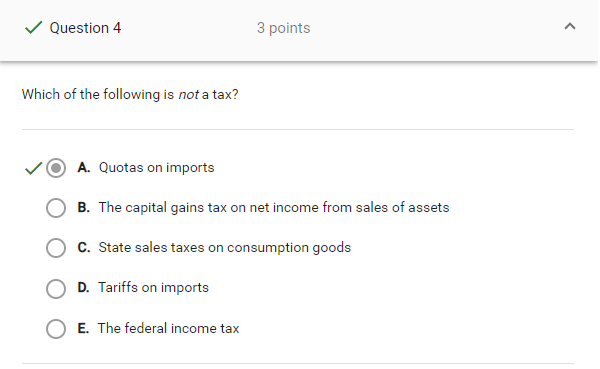 Question 4 3 points
Which of the following is not a tax?
A. Quotas on imports
B. The capital gains tax on net income from sales of assets
C. State sales taxes on consumption goods
D. Tariffs on imports
E. The federal income tax